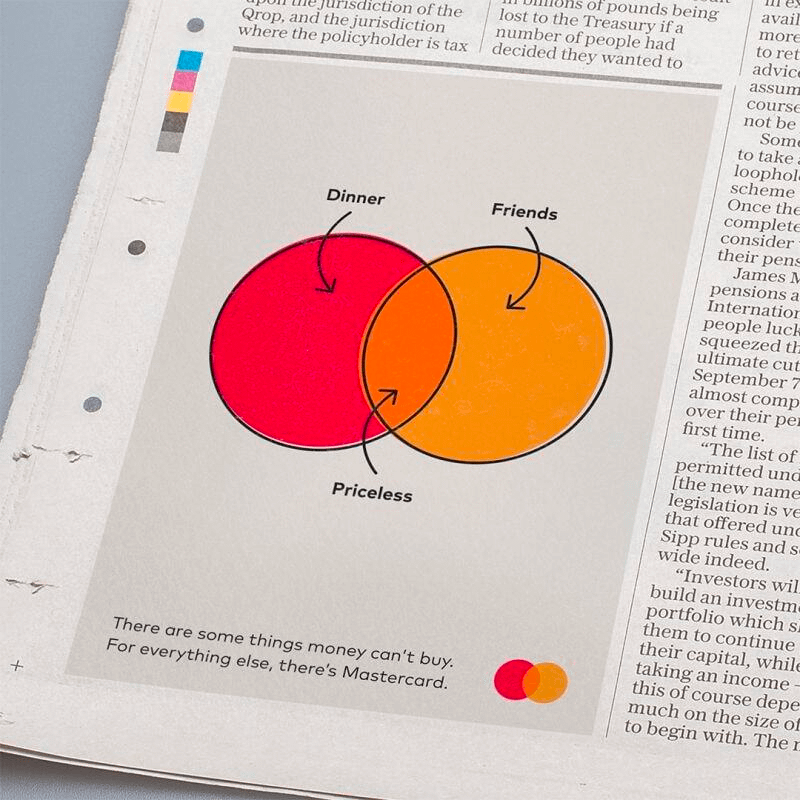 upon the jurisdiction of the
Qrop, and the jurisdiction
where the policyholder is tax
in billions of pounds being
lost to the Treasury if a
number of people had
decided they wanted to
Dinner
Friends
Priceless
There are some things money can't buy.
For everything else, there's Mastercard.
more
to ret
advice
assum
course
not be
Some
to take a
loophole
scheme
Once the
complete
consider
their pens
James M
pensions a
Internation
people luck
squeezed th
ultimate cut
September 7
almost comp
over their pe
first time.
“The list of
permitted und
[the new name
legislation is ve
that offered und
Sipp rules and s
wide indeed.
“Investors will
build an investm
portfolio which s
them to continue
their capital, while
taking an income –
this of course depe
much on the size of
to begin with. The